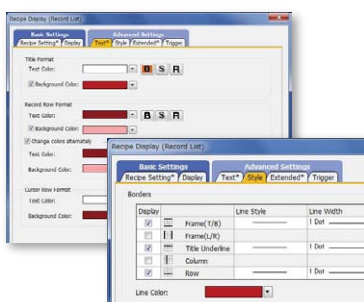 Recipe Display (Record List)
Basic Settings Advanced Settings
Recipe Setting* Display Text* Style Extended* Trigger
Title Format
Text Color: B S R
Background Color:
Record Row Format
Text Color: B S R
Background Color:
Change colors alternately
Text Color:
Background Color:
Cursor Row Format
Text Color:
Background Color:
Recipe Display (Record List)
Basic Settings Advanced Settings
Recipe Setting* Display Text* Style Extended* Trigger
Borders
Display Line Style Line Width
Frame(T/B) 1 Dot
Frame(L/R)
Title Underline 1 Dot
Column
Row 1 Dot
Line Color: